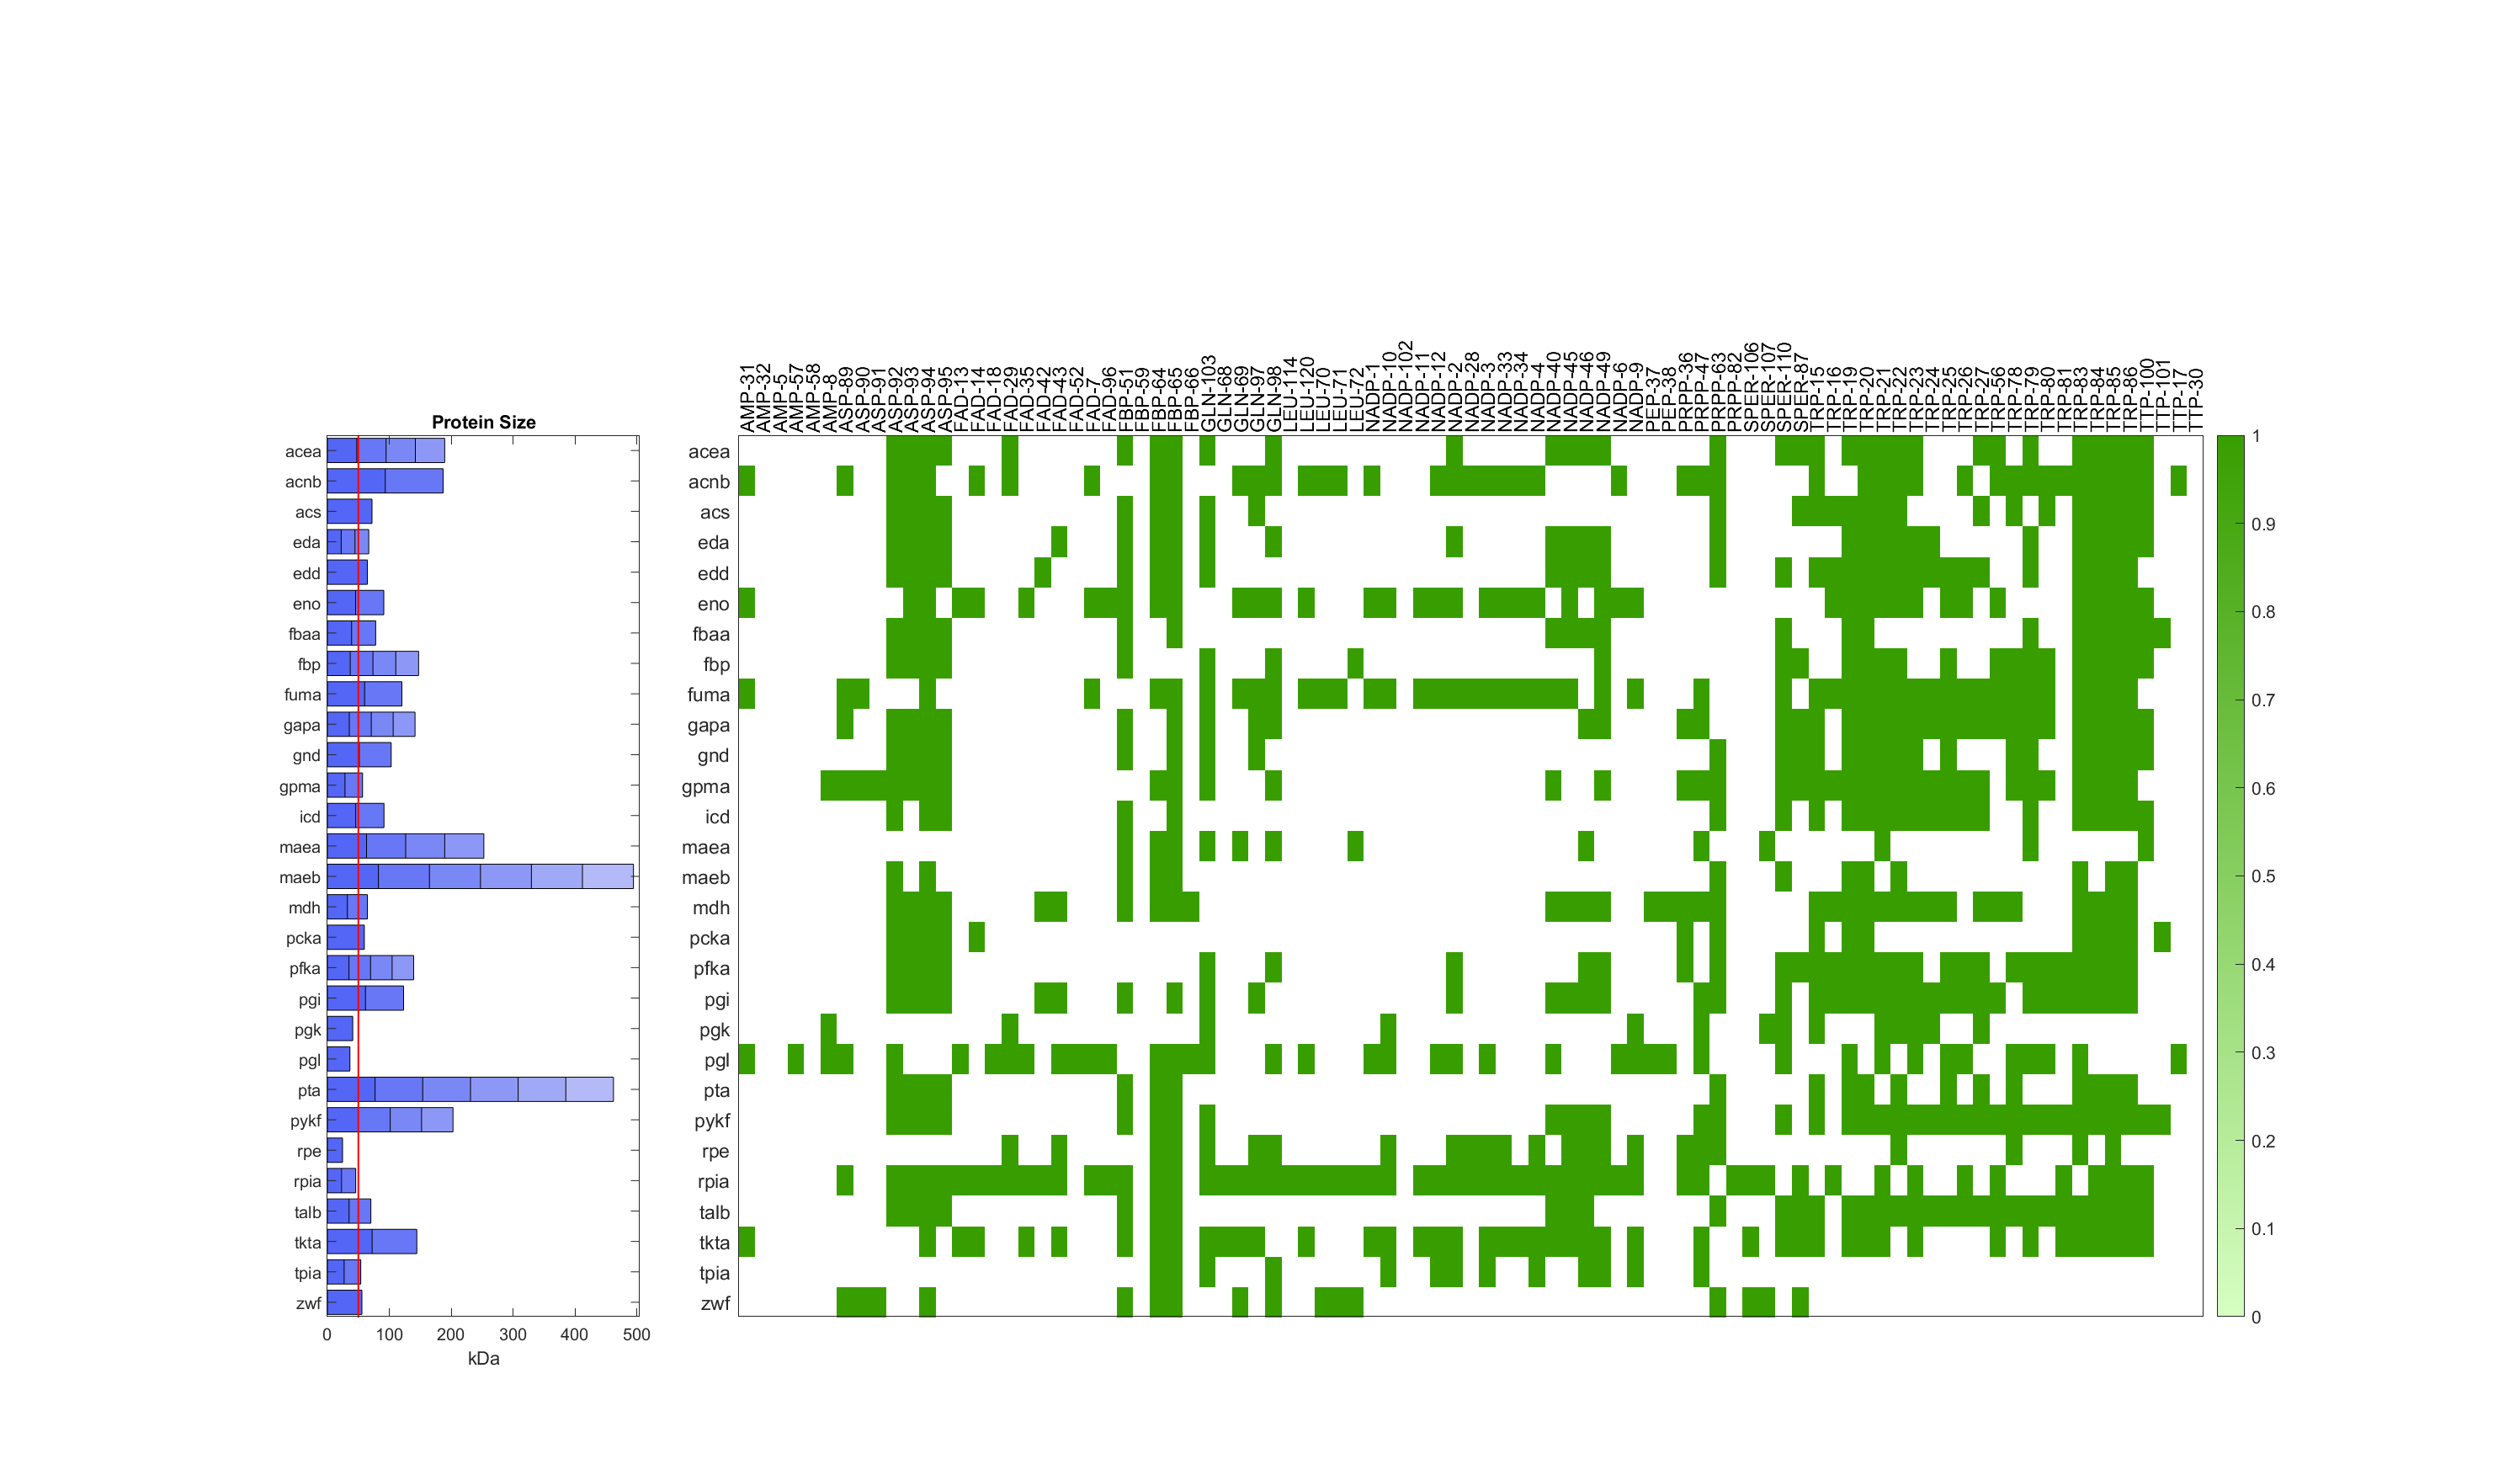 AMP-31
AMP-32
AMP-5
AMP-57
AMP-58
AMP-8
ASP-89
ASP-90
ASP-91
ASP-92
ASP-93
ASP-94
ASP-95
FAD-13
FAD-14
FAD-18
FAD-29
FAD-35
FAD-42
FAD-43
FAD-52
FAD-7
FAD-96
FBP-51
FBP-59
FBP-64
FBP-65
FBP-66
GLN-103
GLN-68
GLN-69
GLN-97
GLN-98
LEU-114
LEU-120
LEU-70
LEU-71
LEU-72
NADP-1
NADP-10
NADP-102
NADP-11
NADP-12
NADP-2
NADP-28
NADP-3
NADP-33
NADP-34
NADP-4
NADP-40
NADP-45
NADP-46
NADP-49
NADP-6
NADP-9
PEP-37
PEP-38
PRPP-36
PRPP-47
PRPP-63
PRPP-82
SPER-106
SPER-107
SPER-110
SPER-87
TRP-15
TRP-16
TRP-19
TRP-20
TRP-21
TRP-22
TRP-23
TRP-24
TRP-25
TRP-26
TRP-27
TRP-56
TRP-78
TRP-79
TRP-80
TRP-81
TRP-83
TRP-84
TRP-85
TRP-86
TTP-100
TTP-101
TTP-17
TTP-30
Protein Size
acea
acnb
acs
eda
edd
eno
fbaa
fbp
fuma
gapa
gnd
gpma
icd
maea
maeb
mdh
pcka
pfka
pgi
pgk
pgl
pta
pykf
rpe
rpia
talb
tkta
tpia
zwf
0 100 200 300 400 500
kDa
acea
acnb
acs
eda
edd
eno
fbaa
fbp
fuma
gapa
gnd
gpma
icd
maea
maeb
mdh
pcka
pfka
pgi
pgk
pgl
pta
pykf
rpe
rpia
talb
tkta
tpia
zwf
1
0.9
0.8
0.7
0.6
0.5
0.4
0.3
0.2
0.1
0